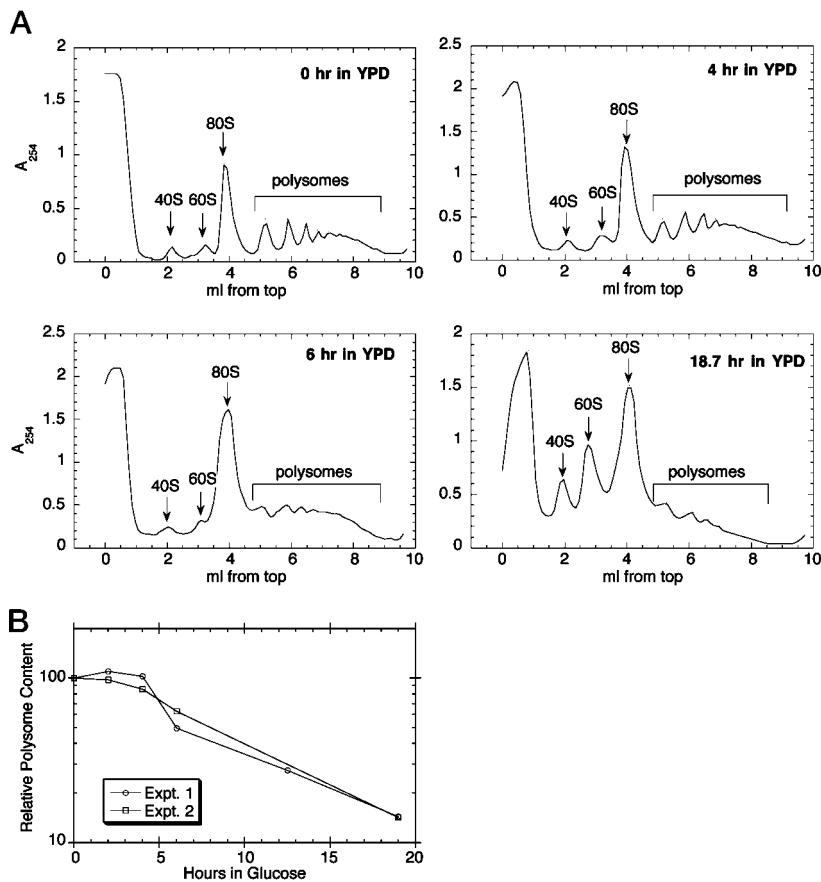 A
0 hr in YPD
2
1.5
1
0.5
0
A254
40S
60S
80S
polysomes
0 2 4 6 8 10
ml from top
4 hr in YPD
2.5
2
1.5
1
0.5
0
40S
60S
80S
polysomes
0 2 4 6 8 10
ml from top
6 hr in YPD
2.5
2
1.5
1
0.5
0
A254
40S
60S
80S
polysomes
0 2 4 6 8 10
ml from top
18.7 hr in YPD
2
1.5
1
0.5
0
40S
60S
80S
polysomes
0 2 4 6 8 10
ml from top
B
Relative Polysome Content
100
10
Expt. 1
Expt. 2
0 5 10 15 20
Hours in Glucose